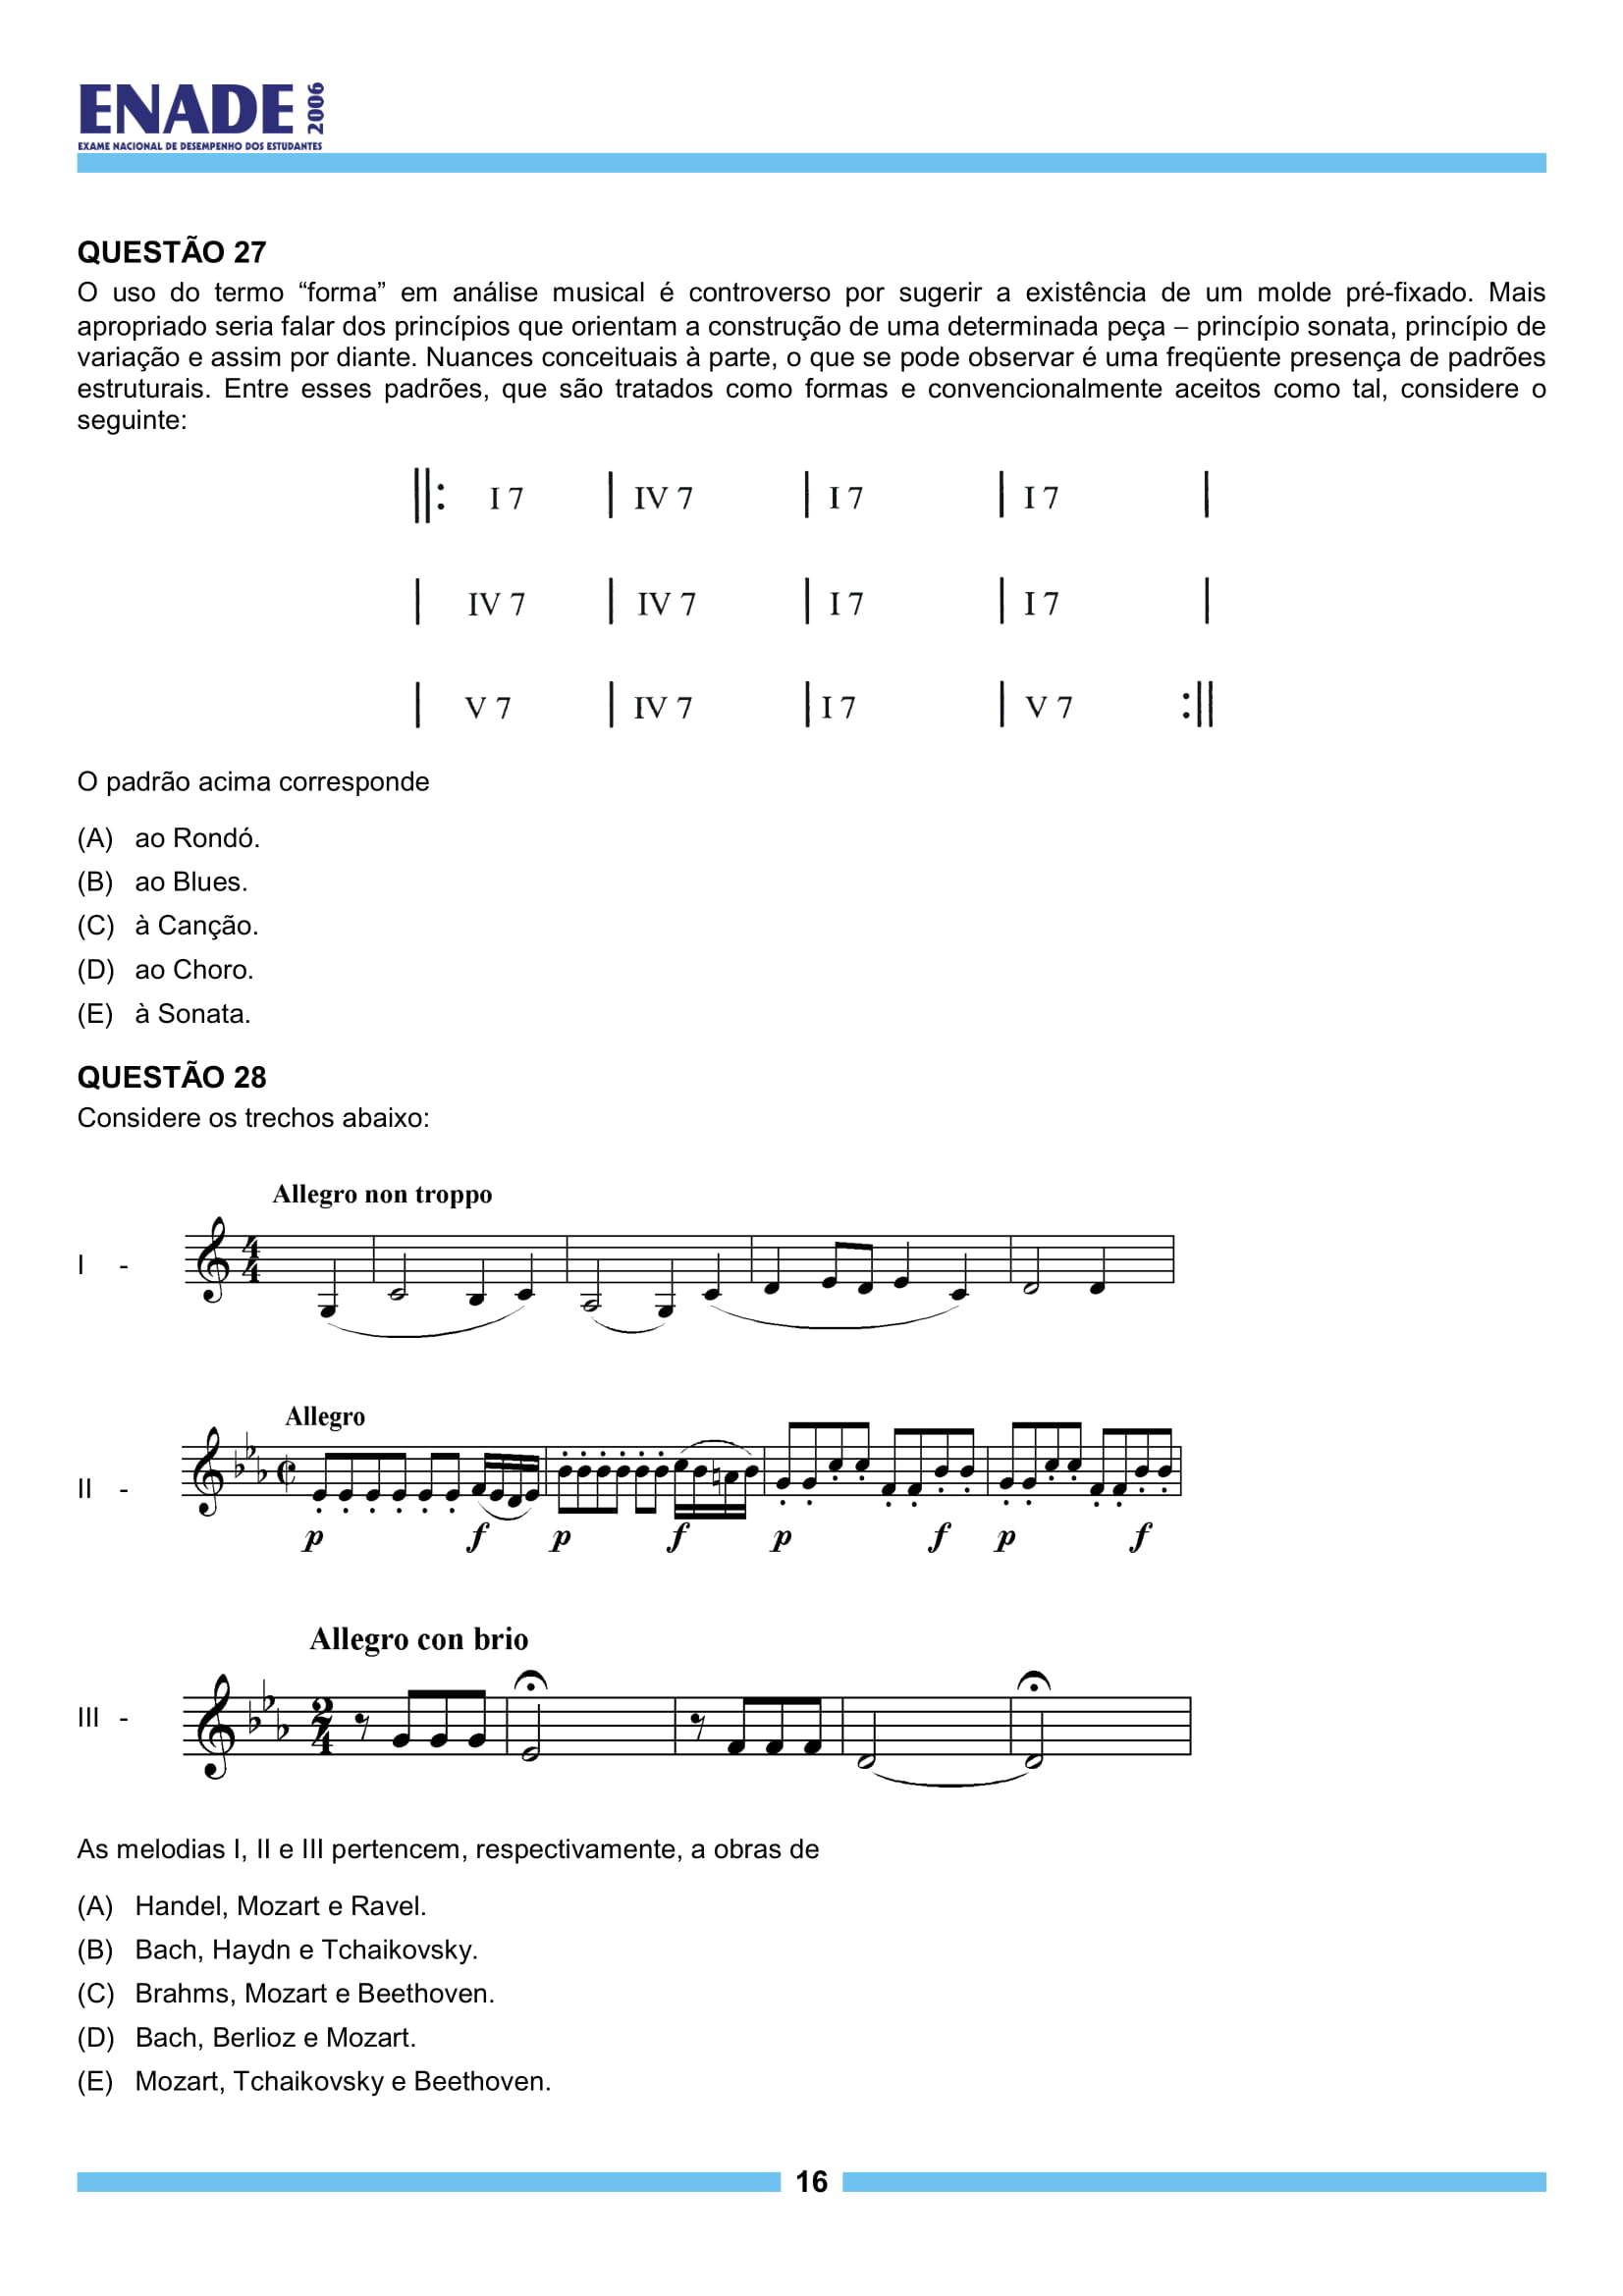 ENADE 2006
EXAME NACIONAL DE DESEMPENHO DOS ESTUDANTES
QUESTÃO 27
O uso do termo “forma” em análise musical é controverso por sugerir a existência de um molde pré-fixado. Mais
apropriado seria falar dos princípios que orientam a construção de uma determinada peça – princípio sonata, princípio de
variação e assim por diante. Nuances conceituais à parte, o que se pode observar é uma freqüente presença de padrões
estruturais. Entre esses padrões, que são tratados como formas e convencionalmente aceitos como tal, considere o
seguinte:
||: I 7 | IV 7 | I 7 | I 7 |
| IV 7 | IV 7 | I 7 | I 7 |
| V 7 | IV 7 | I 7 | V 7 :||
O padrão acima corresponde
(A) ao Rondó.
(B) ao Blues.
(C) à Canção.
(D) ao Choro.
(E) à Sonata.
QUESTÃO 28
Considere os trechos abaixo:
Allegro non troppo
I -
4
4
Allegro
II -
p f p f p f p f
Allegro con brio
III -
2
4
As melodias I, II e III pertencem, respectivamente, a obras de
(A) Handel, Mozart e Ravel.
(B) Bach, Haydn e Tchaikovsky.
(C) Brahms, Mozart e Beethoven.
(D) Bach, Berlioz e Mozart.
(E) Mozart, Tchaikovsky e Beethoven.
16